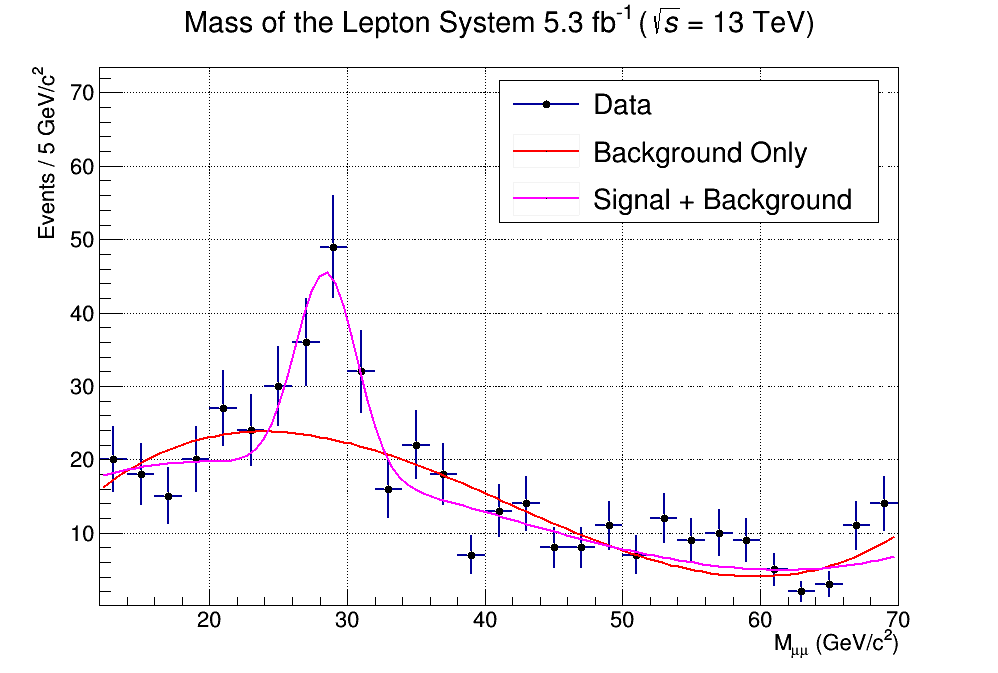 Mass of the Lepton System 5.3 fb⁻¹ (√s = 13 TeV)
Events / 5 GeV/c²
70
60
50
40
30
20
10
Data
Background Only
Signal + Background
20 30 40 50 60 70
Mμμ (GeV/c²)